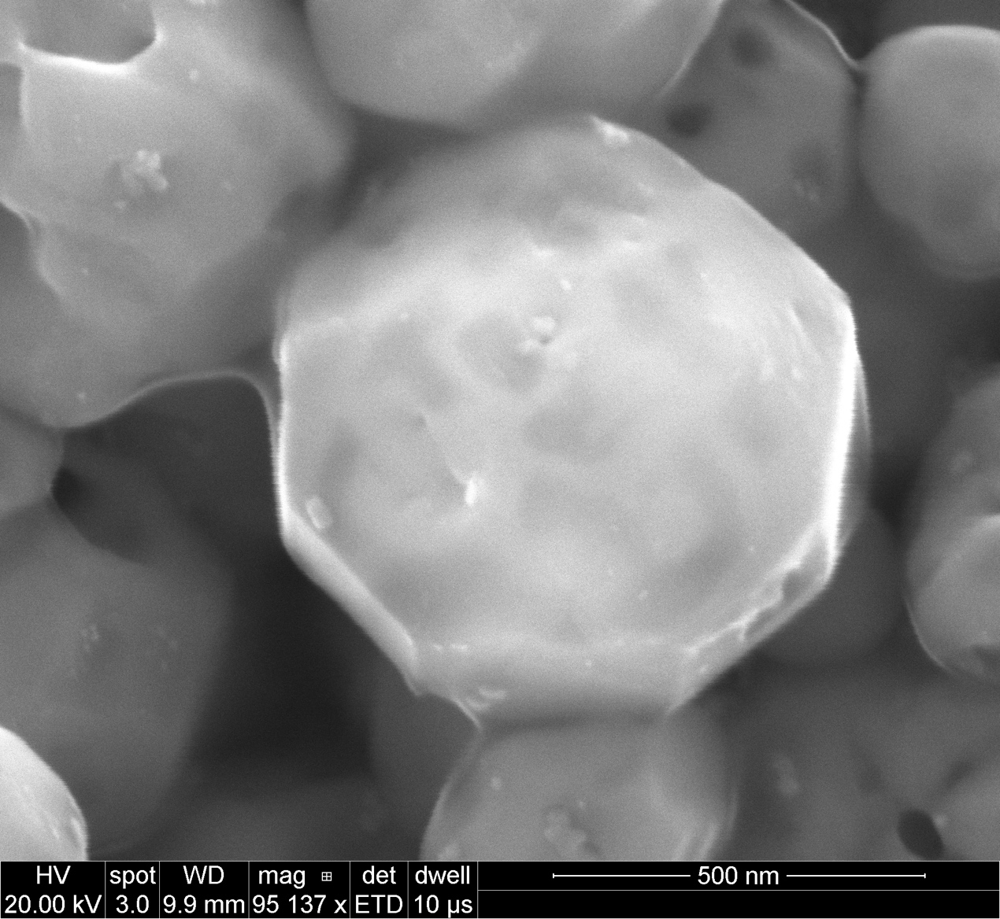 HV spot WD mag ⊞ det dwell
20.00 kV 3.0 9.9 mm 95 137 x ETD 10 µs
500 nm